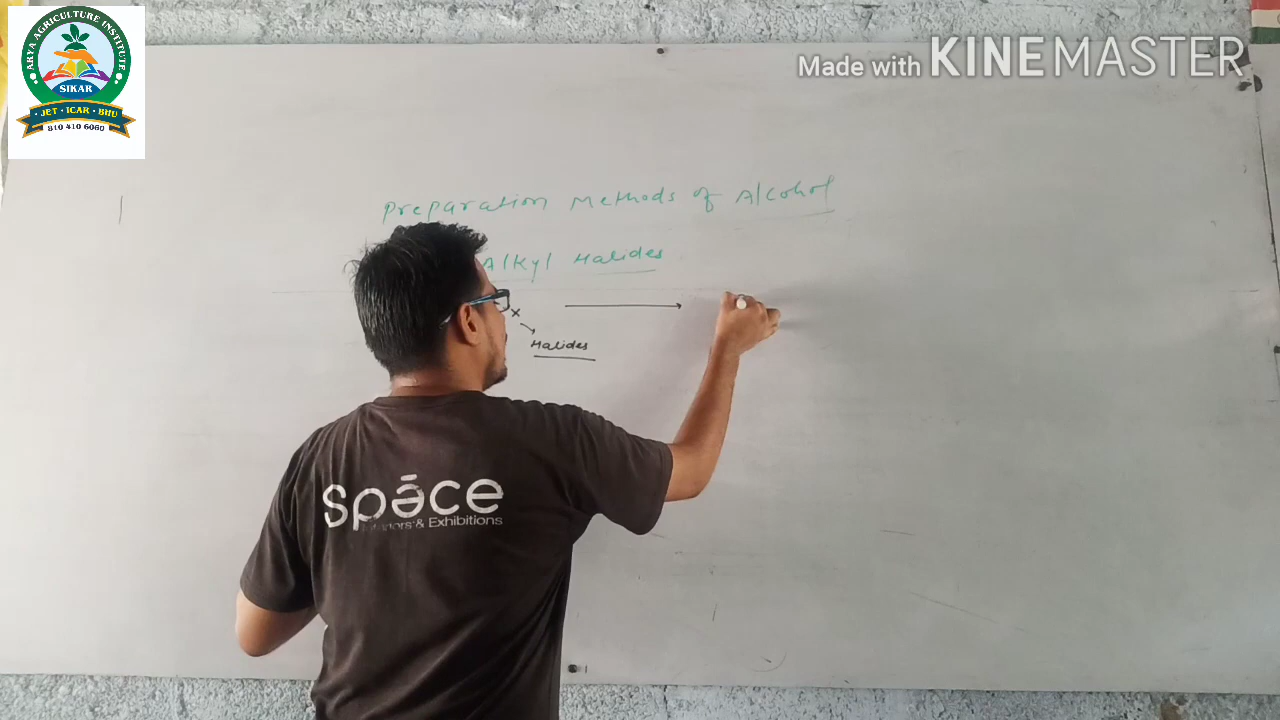 ARYA AGRICULTURE INSTITUTE
SIKAR
· JET · ICAR · BHU ·
810 410 6060
Made with KINEMASTER
Preparation Methods of Alcohol
Alkyl Halides
x
Halides
Spāce
& Exhibitions